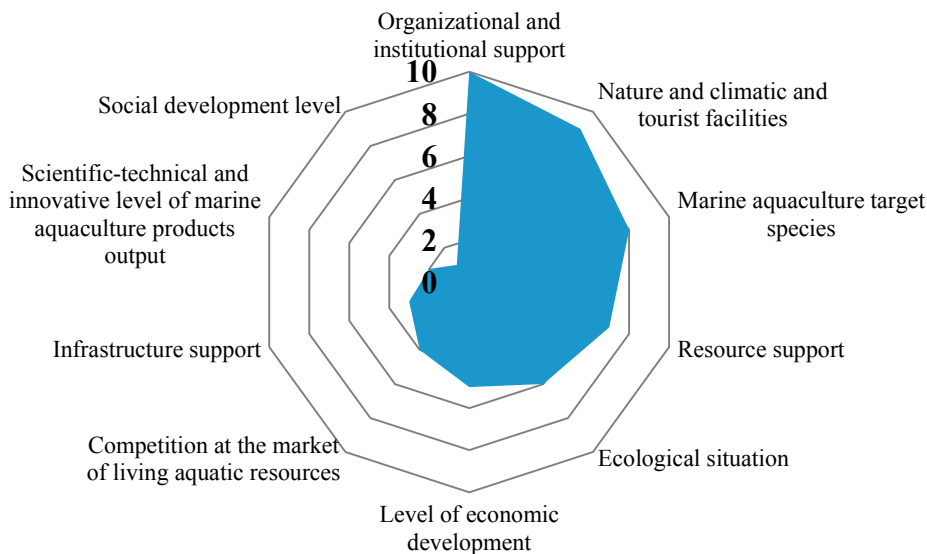 Organizational and
institutional support
Nature and climatic and
tourist facilities
Marine aquaculture target
species
Resource support
Ecological situation
Level of economic
development
Competition at the market
of living aquatic resources
Infrastructure support
Scientific-technical and
innovative level of marine
aquaculture products
output
Social development level
10
8
6
4
2
0